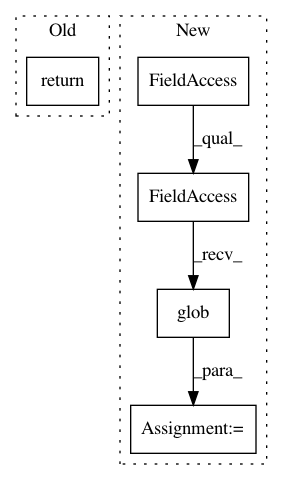 Old
New
return
FieldAccess
_qual_
FieldAccess
_recv_
glob
_para_
Assignment:=